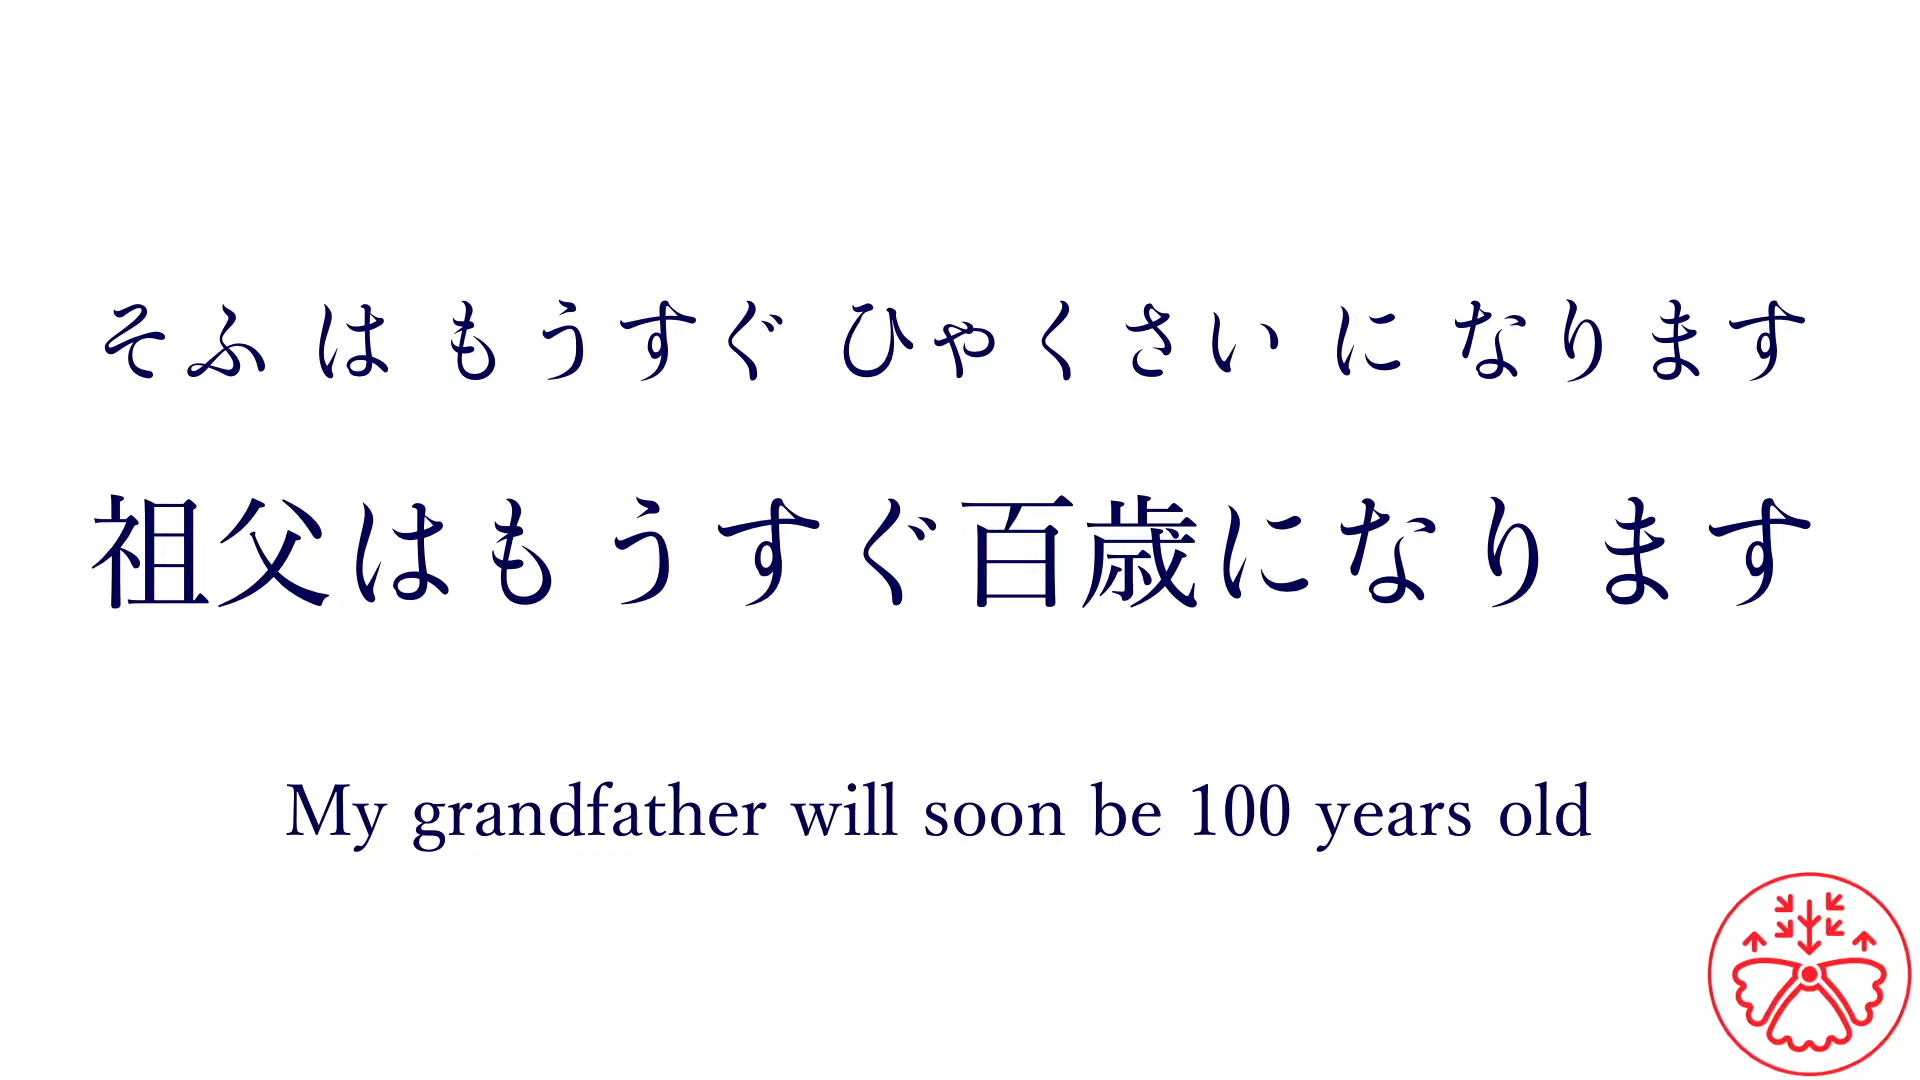 そふ は もうすぐ ひゃくさい に なります
祖父はもうすぐ百歳になります
My grandfather will soon be 100 years old